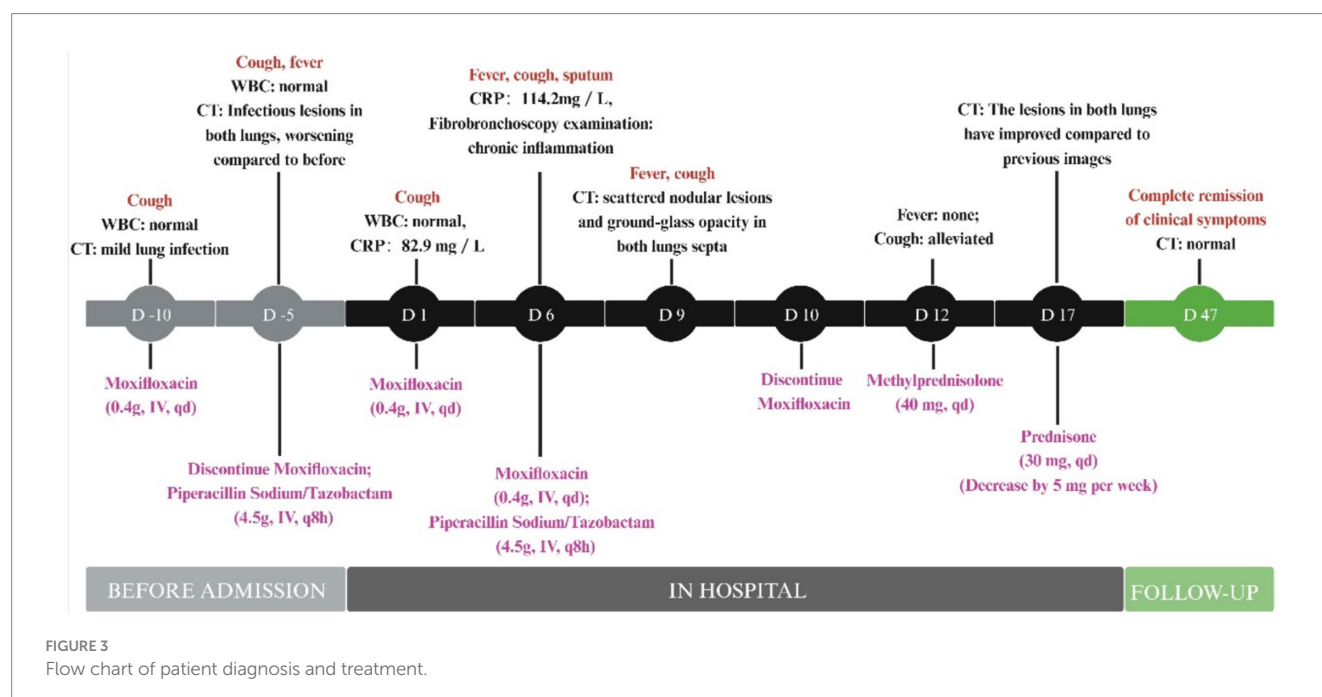 Cough
WBC: normal
CT: mild lung infection
Cough, fever
WBC: normal
CT: Infectious lesions in
both lungs, worsening
compared to before
Cough
WBC: normal,
CRP: 82.9 mg / L
Fever, cough, sputum
CRP: 114.2mg / L,
Fibrobronchoscopy examination:
chronic inflammation
Fever, cough
CT: scattered nodular lesions
and ground-glass opacity in
both lungs septa
Fever: none;
Cough: alleviated
CT: The lesions in both lungs
have improved compared to
previous images
Complete remission
of clinical symptoms
CT: normal
D -10
D -5
D 1
D 6
D 9
D 10
D 12
D 17
D 47
Moxifloxacin
(0.4g, IV, qd)
Discontinue Moxifloxacin;
Piperacillin Sodium/Tazobactam
(4.5g, IV, q8h)
Moxifloxacin
(0.4g, IV, qd)
Moxifloxacin
(0.4g, IV, qd);
Piperacillin Sodium/Tazobactam
(4.5g, IV, q8h)
Discontinue
Moxifloxacin
Methylprednisolone
(40 mg, qd)
Prednisone
(30 mg, qd)
(Decrease by 5 mg per week)
BEFORE ADMISSION
IN HOSPITAL
FOLLOW-UP
FIGURE 3
Flow chart of patient diagnosis and treatment.